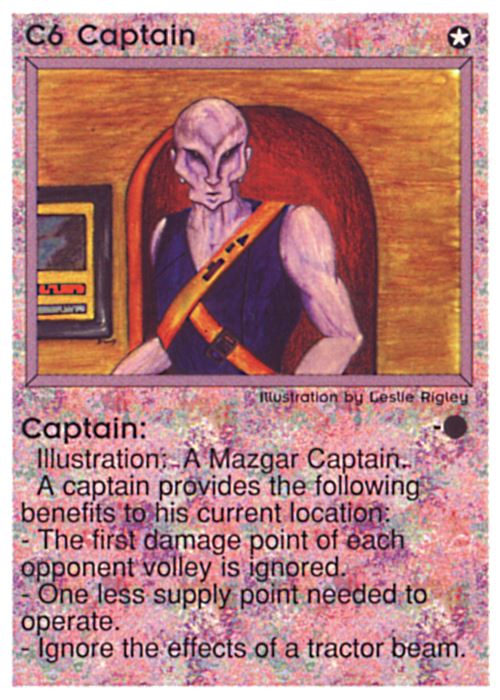 C6 Captain
Illustration by Leslie Rigley
Captain:
Illustration: A Mazgar Captain.
A captain provides the following
benefits to his current location:
- The first damage point of each
opponent volley is ignored.
- One less supply point needed to
operate.
- Ignore the effects of a tractor beam.